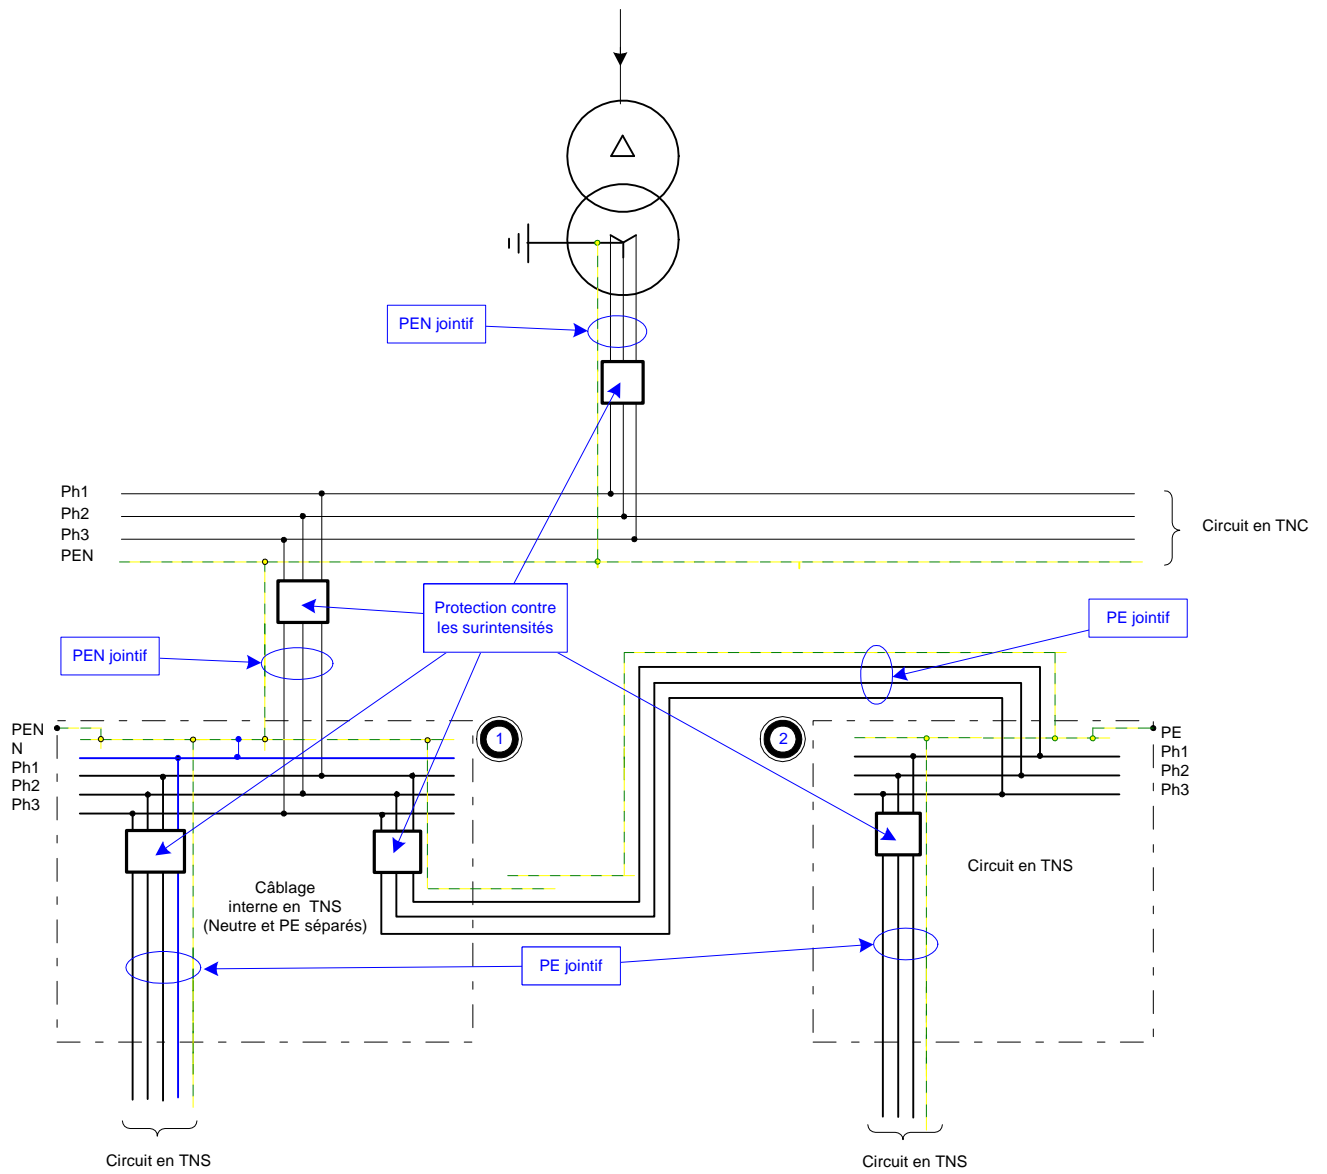 PEN jointif
Ph1
Ph2
Ph3
PEN
Circuit en TNC
Protection contre
les surintensités
PE jointif
PEN jointif
PEN
N
Ph1
Ph2
Ph3
1
2
PE
Ph1
Ph2
Ph3
Câblage
interne en TNS
(Neutre et PE séparés)
Circuit en TNS
PE jointif
Circuit en TNS
Circuit en TNS